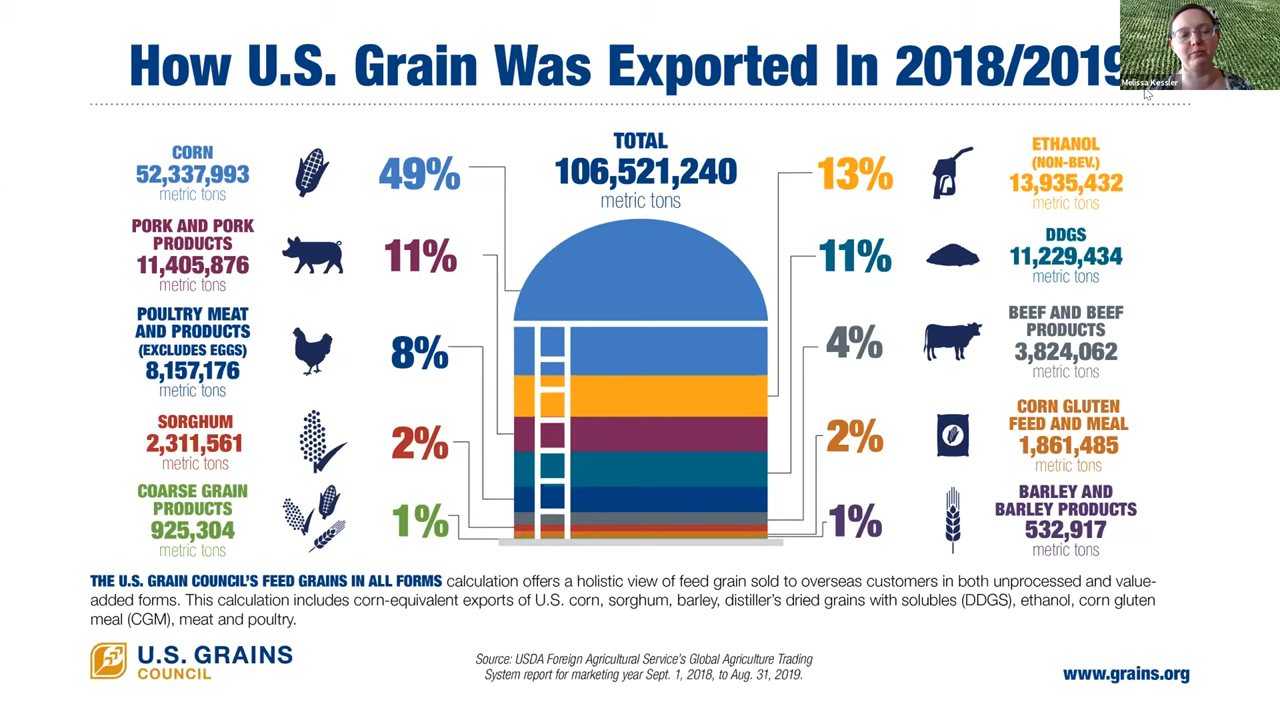 How U.S. Grain Was Exported In 2018/2019
Melissa Kessler
CORN
52,337,993
metric tons
49%
PORK AND PORK
PRODUCTS
11,405,876
metric tons
11%
POULTRY MEAT
AND PRODUCTS
(EXCLUDES EGGS)
8,157,176
metric tons
8%
SORGHUM
2,311,561
metric tons
2%
COARSE GRAIN
PRODUCTS
925,304
metric tons
1%
TOTAL
106,521,240
metric tons
13%
ETHANOL
(NON-BEV.)
13,935,432
metric tons
11%
DDGS
11,229,434
metric tons
4%
BEEF AND BEEF
PRODUCTS
3,824,062
metric tons
2%
CORN GLUTEN
FEED AND MEAL
1,861,485
metric tons
1%
BARLEY AND
BARLEY PRODUCTS
532,917
metric tons
THE U.S. GRAIN COUNCIL'S FEED GRAINS IN ALL FORMS calculation offers a holistic view of feed grain sold to overseas customers in both unprocessed and value-
added forms. This calculation includes corn-equivalent exports of U.S. corn, sorghum, barley, distiller's dried grains with solubles (DDGS), ethanol, corn gluten
meal (CGM), meat and poultry.
U.S. GRAINS
COUNCIL
Source: USDA Foreign Agricultural Service's Global Agriculture Trading
System report for marketing year Sept. 1, 2018, to Aug. 31, 2019.
www.grains.org